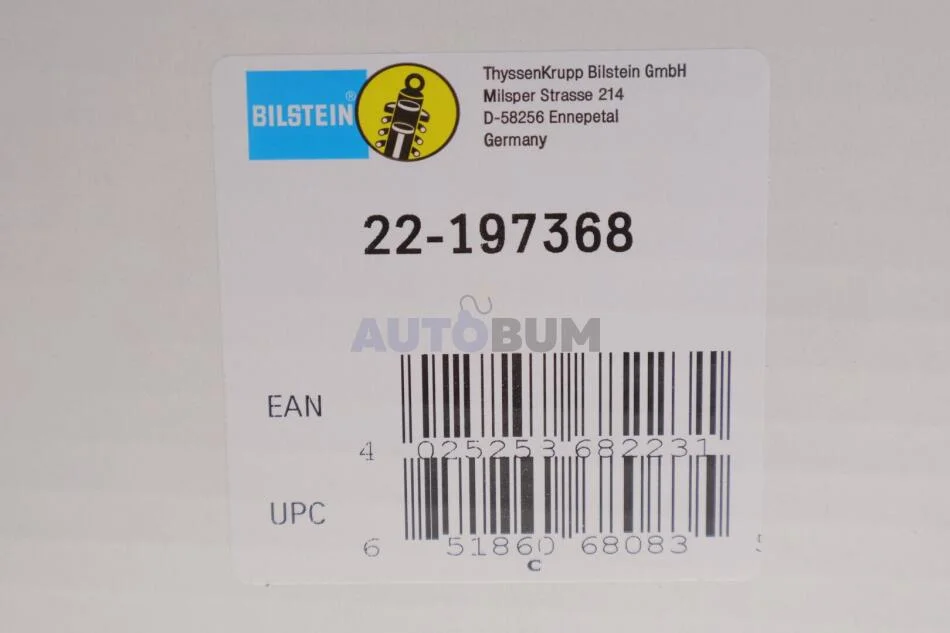 BILSTEIN®
ThyssenKrupp Bilstein GmbH
Milsper Strasse 214
D-58256 Ennepetal
Germany
22-197368
AUTOBUM
EAN
4 025253 682231
UPC
6 51860 68083
C